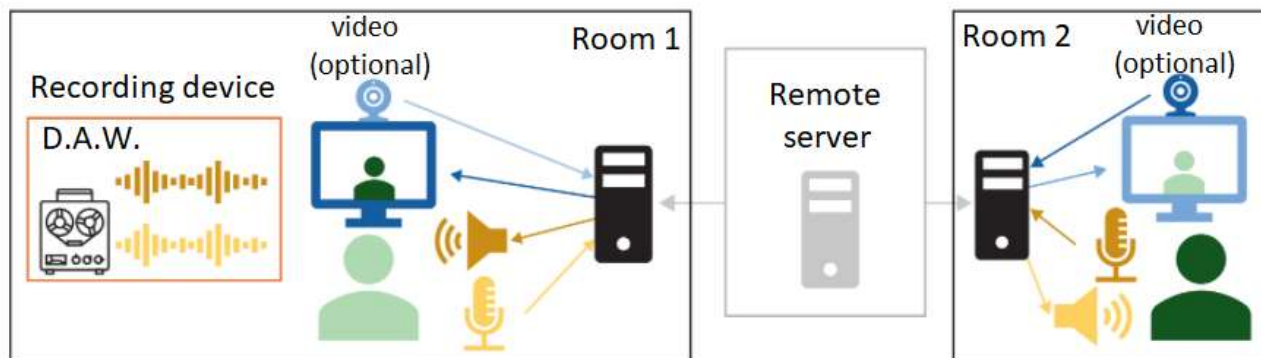 video
(optional)
Room 1
Recording device
D.A.W.
Remote
server
Room 2
video
(optional)